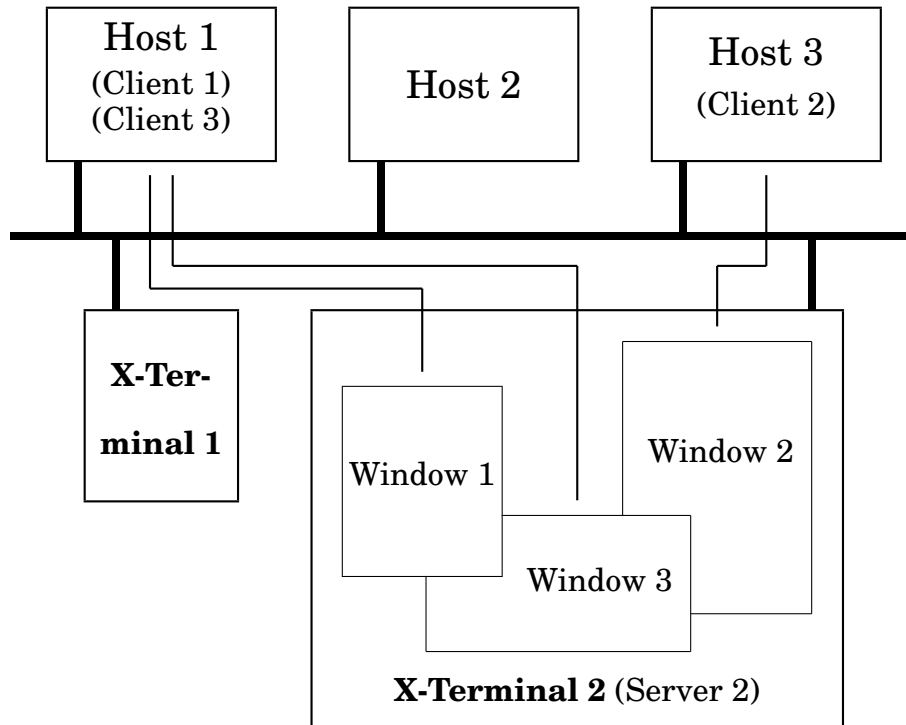 Host 1
(Client 1)
(Client 3)
Host 2
Host 3
(Client 2)
X-Ter-
minal 1
Window 1
Window 2
Window 3
X-Terminal 2 (Server 2)